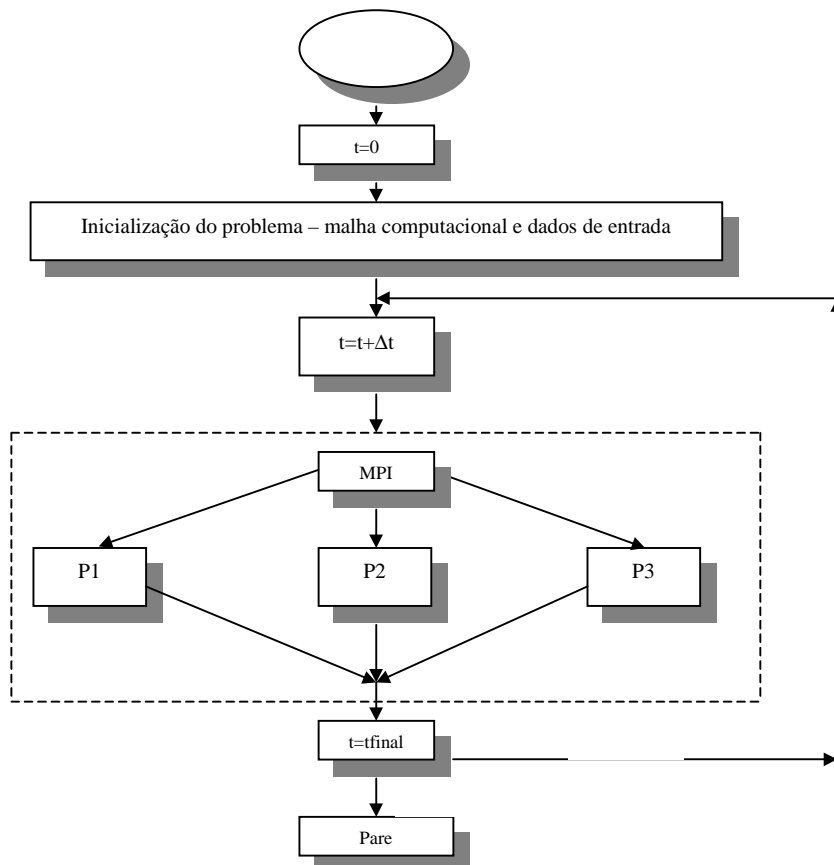 t=0
Inicialização do problema – malha computacional e dados de entrada
t=t+Δt
MPI
P1
P2
P3
t=tfinal
Pare